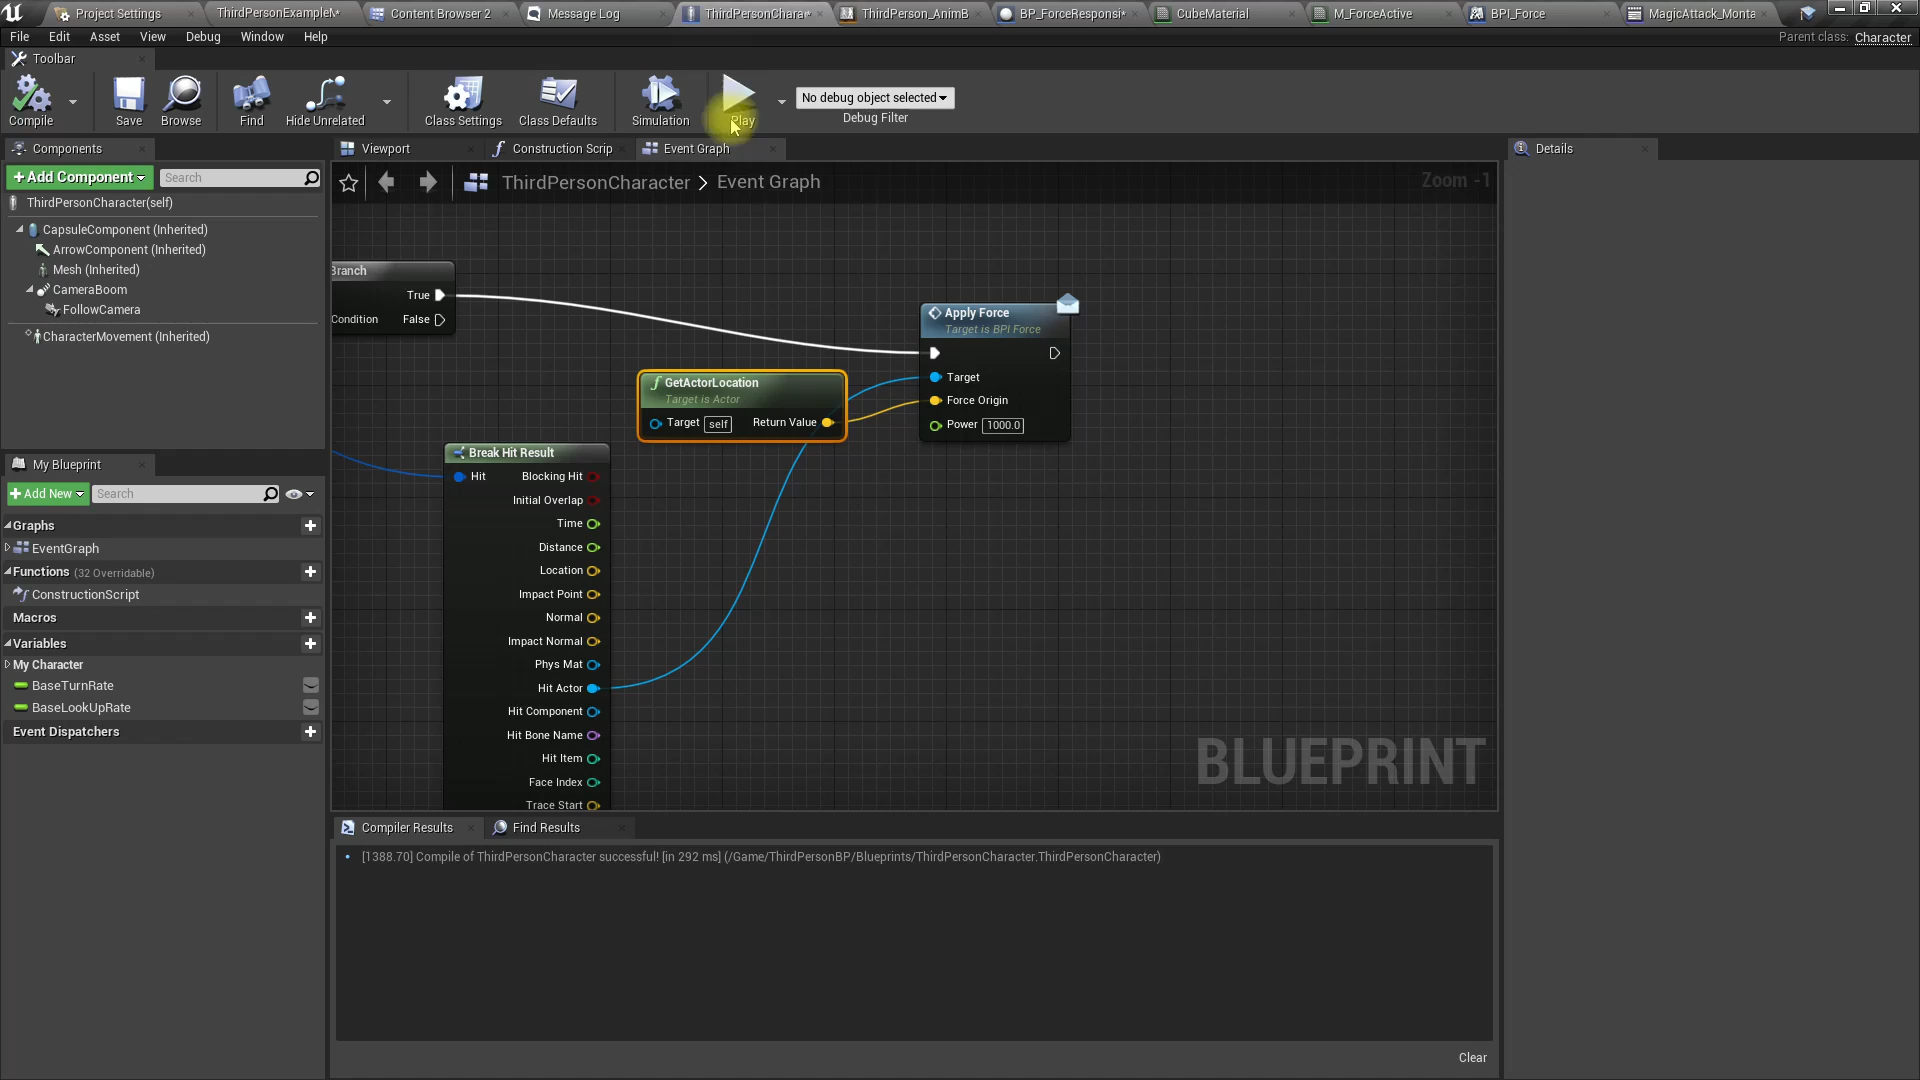 Project Settings
ThirdPersonExampleM*
Content Browser 2
Message Log
ThirdPersonChara*
ThirdPerson_AnimB
BP_ForceResponsi*
CubeMaterial
M_ForceActive
BPI_Force
MagicAttack_Monta
File Edit Asset View Debug Window Help
Parent class: Character
Toolbar
Compile
Save
Browse
Find
Hide Unrelated
Class Settings
Class Defaults
Simulation
Play
No debug object selected
Debug Filter
Components
+Add Component
Search
ThirdPersonCharacter(self)
CapsuleComponent (Inherited)
ArrowComponent (Inherited)
Mesh (Inherited)
CameraBoom
FollowCamera
CharacterMovement (Inherited)
My Blueprint
+Add New
Search
Graphs
EventGraph
Functions (32 Overridable)
ConstructionScript
Macros
Variables
My Character
BaseTurnRate
BaseLookUpRate
Event Dispatchers
Viewport
Construction Scrip
Event Graph
ThirdPersonCharacter > Event Graph
Zoom -1
Branch
True
Condition False
GetActorLocation
Target is Actor
Target self Return Value
Apply Force
Target is BPI Force
Target
Force Origin
Power 1000.0
Break Hit Result
Hit Blocking Hit
Initial Overlap
Time
Distance
Location
Impact Point
Normal
Impact Normal
Phys Mat
Hit Actor
Hit Component
Hit Bone Name
Hit Item
Face Index
Trace Start
BLUEPRINT
Compiler Results
Find Results
[1388.70] Compile of ThirdPersonCharacter successful! [in 292 ms] (/Game/ThirdPersonBP/Blueprints/ThirdPersonCharacter.ThirdPersonCharacter)
Clear
Details